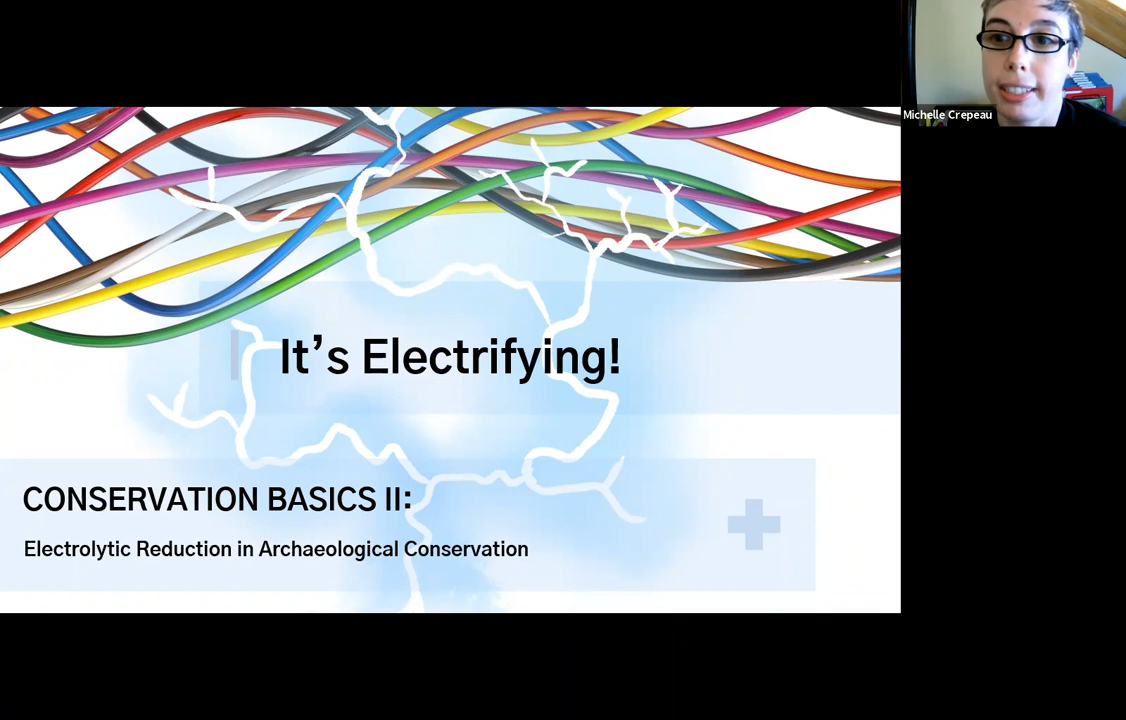 Michelle Crepeau
It’s Electrifying!
CONSERVATION BASICS II:
Electrolytic Reduction in Archaeological Conservation